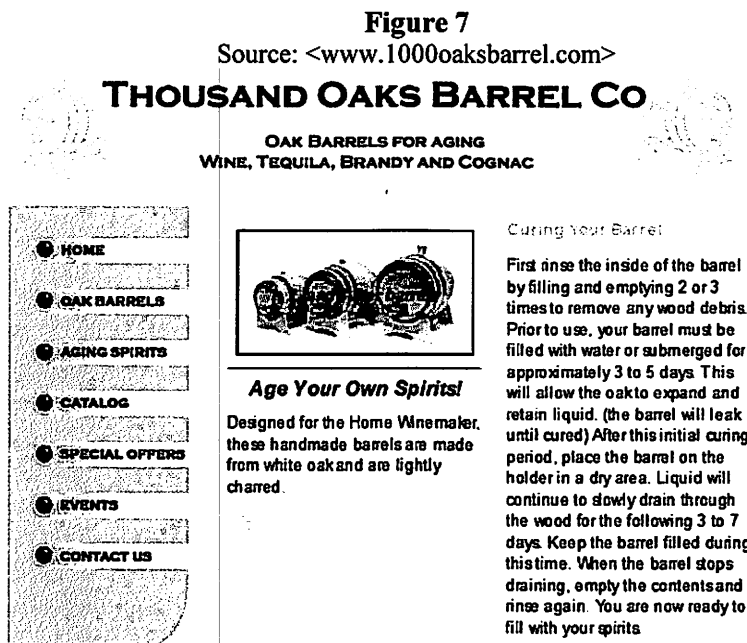 Figure 7
Source: <www.1000oaksbarrel.com>
THOUSAND OAKS BARREL CO
OAK BARRELS FOR AGING
WINE, TEQUILA, BRANDY AND COGNAC
HOME
OAK BARRELS
AGING SPIRITS
CATALOG
SPECIAL OFFERS
EVENTS
CONTACT US
Age Your Own Spirits!
Designed for the Home Winemaker,
these handmade barrels are made
from white oak and are lightly
charred.
Curing Your Barrel
First rinse the inside of the barrel
by filling and emptying 2 or 3
times to remove any wood debris.
Prior to use, your barrel must be
filled with water or submerged for
approximately 3 to 5 days. This
will allow the oak to expand and
retain liquid. (the barrel will leak
until cured) After this initial curing
period, place the barrel on the
holder in a dry area. Liquid will
continue to slowly drain through
the wood for the following 3 to 7
days. Keep the barrel filled during
this time. When the barrel stops
draining, empty the contents and
rinse again. You are now ready to
fill with your spirits